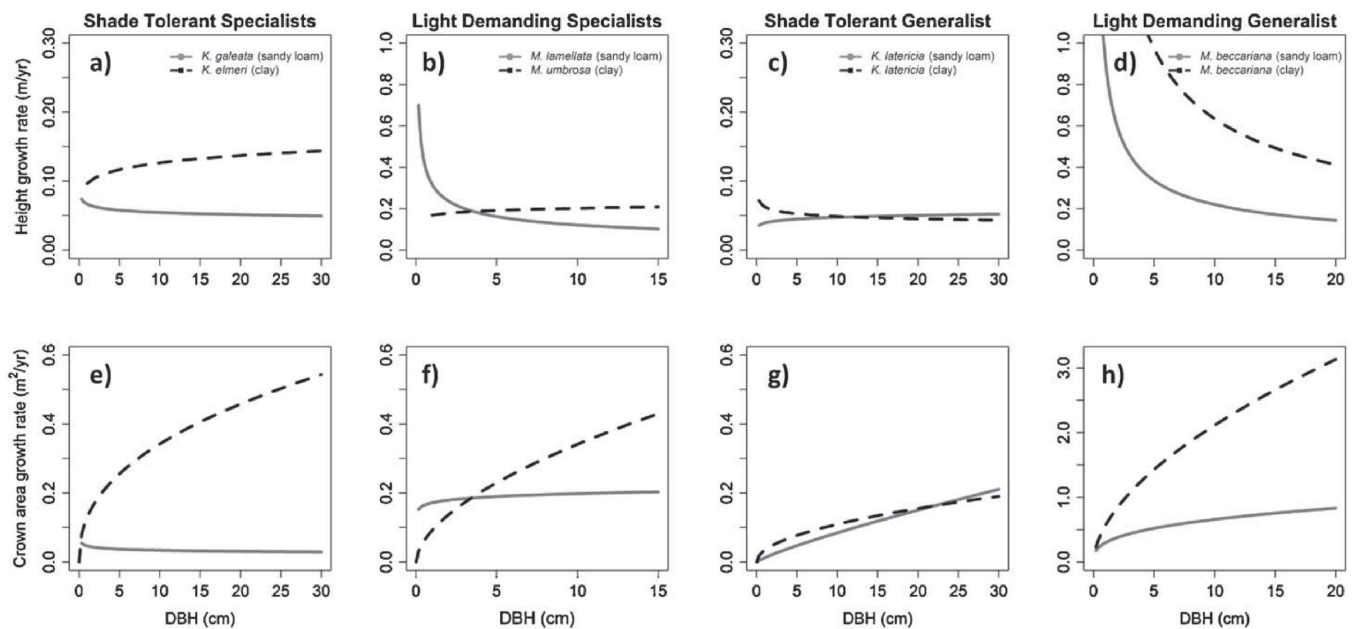 Shade Tolerant Specialists
Light Demanding Specialists
Shade Tolerant Generalist
Light Demanding Generalist
Height growth rate (m/yr)
0.30
0.20
0.10
0.00
a)
K. galeata (sandy loam)
K. elmeri (clay)
0 5 10 15 20 25 30
1.0
0.8
0.6
0.4
0.2
0.0
b)
M. lamellata (sandy loam)
M. umbrosa (clay)
0 5 10 15
0.30
0.20
0.10
0.00
c)
K. latericia (sandy loam)
K. latericia (clay)
0 5 10 15 20 25 30
1.0
0.8
0.6
0.4
0.2
0.0
d)
M. beccariana (sandy loam)
M. beccariana (clay)
0 5 10 15 20
Crown area growth rate (m²/yr)
0.6
0.4
0.2
0.0
e)
0 5 10 15 20 25 30
DBH (cm)
0.6
0.4
0.2
0.0
f)
0 5 10 15
DBH (cm)
0.6
0.4
0.2
0.0
g)
0 5 10 15 20 25 30
DBH (cm)
3.0
2.0
1.0
0.0
h)
0 5 10 15 20
DBH (cm)